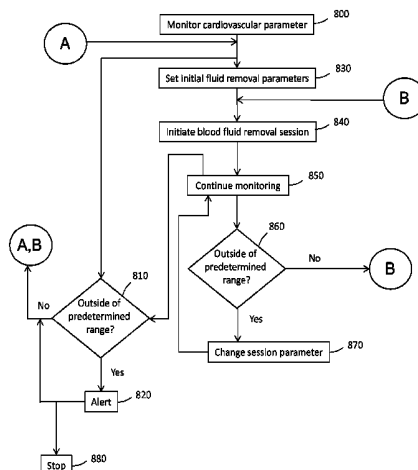 Monitor cardiovascular parameter
800
A
Set initial fluid removal parameters
830
B
Initiate blood fluid removal session
840
Continue monitoring
850
A,B
810
860
Outside of
predetermined
range?
No
B
No
Outside of
predetermined
range?
Yes
Change session parameter
870
Yes
Alert
820
Stop
880